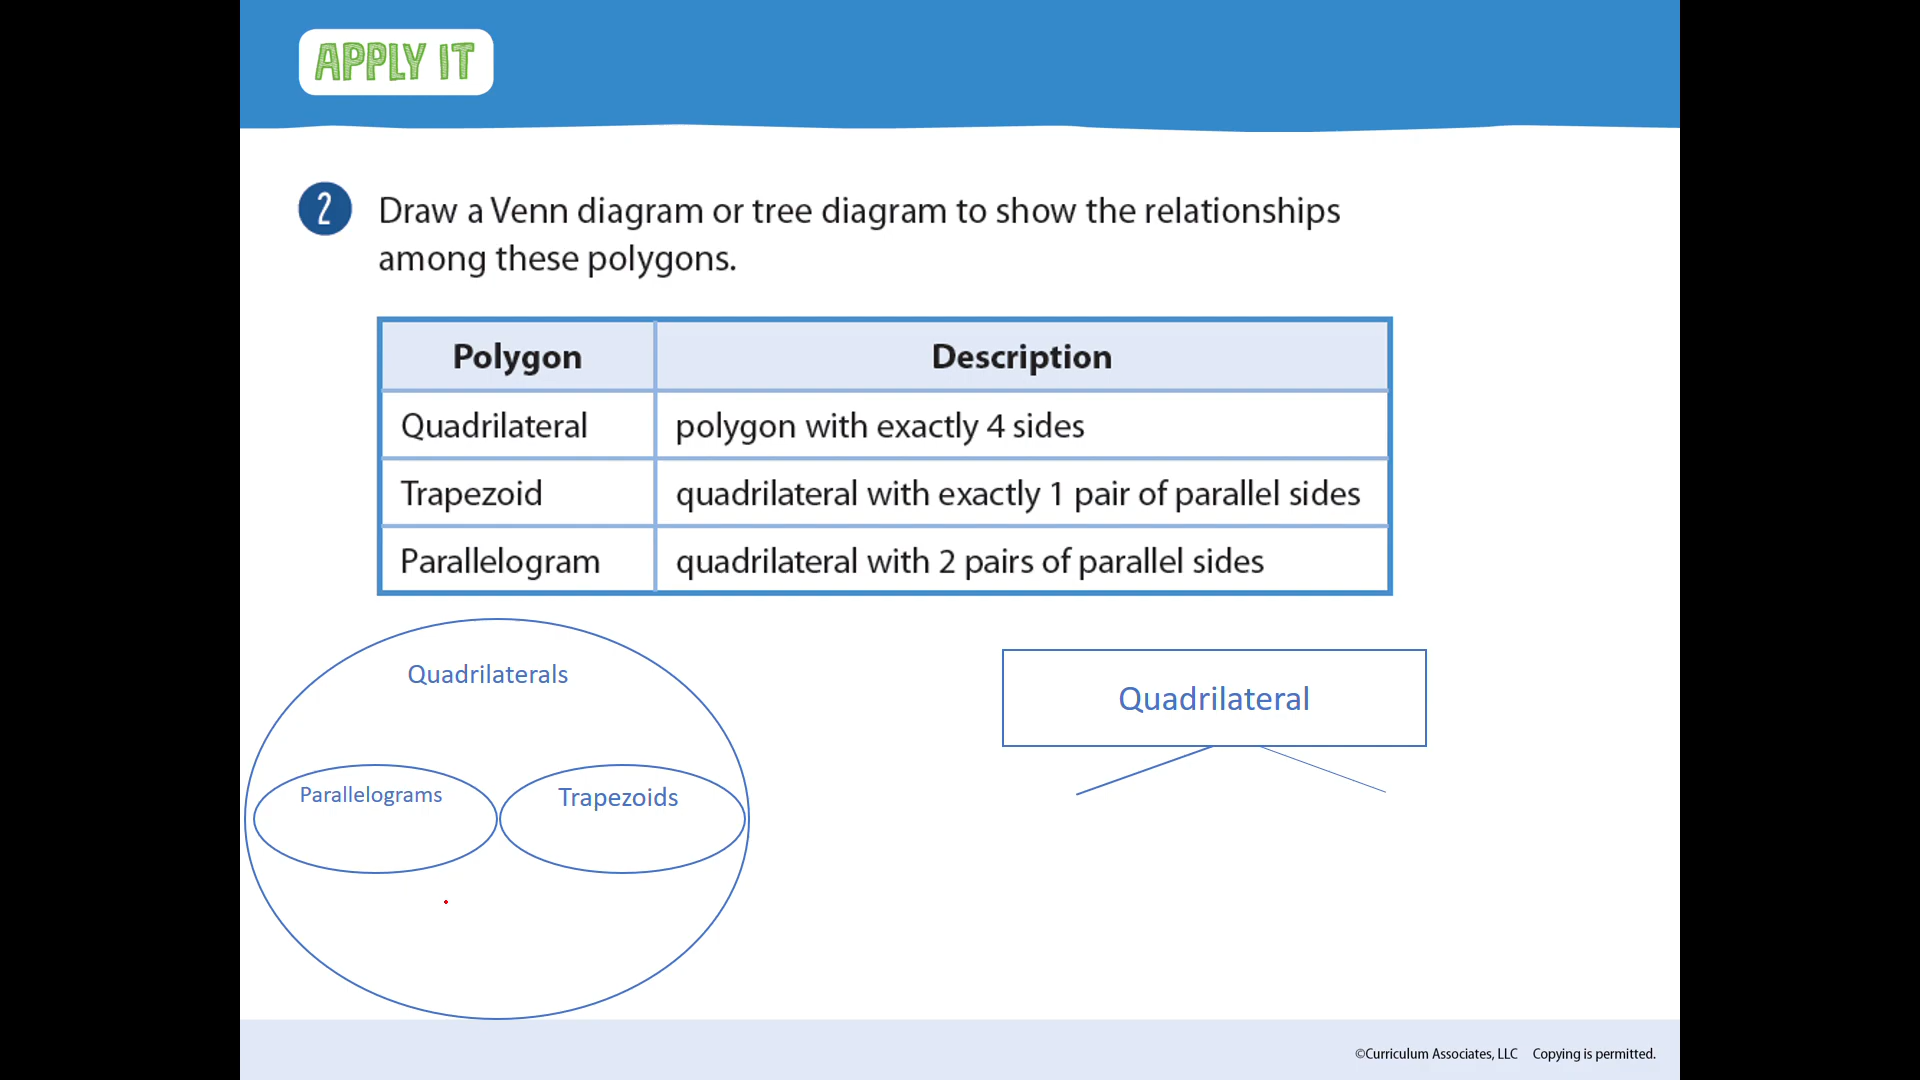 APPLY IT
2
Draw a Venn diagram or tree diagram to show the relationships
among these polygons.
Polygon Description
Quadrilateral polygon with exactly 4 sides
Trapezoid quadrilateral with exactly 1 pair of parallel sides
Parallelogram quadrilateral with 2 pairs of parallel sides
Quadrilaterals
Parallelograms
Trapezoids
Quadrilateral
©Curriculum Associates, LLC Copying is permitted.